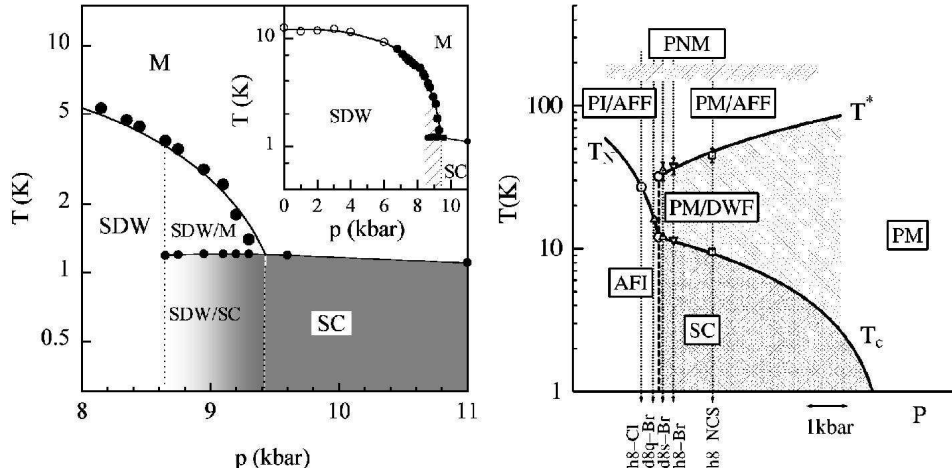 10
5
2
1
0.5
T (K)
M
SDW
SDW/M
SDW/SC
SC
8
9
10
11
p (kbar)
10
1
T (K)
M
SDW
SC
0
2
4
6
8
10
p (kbar)
PNM
PI/AFF
PM/AFF
T*
T
PM/DWF
PM
AFI
SC
Tc
100
10
1
T(K)
1kbar
P
h8-Cl
d8q-Br
d8s-Br
h8-Br
h8 NCS